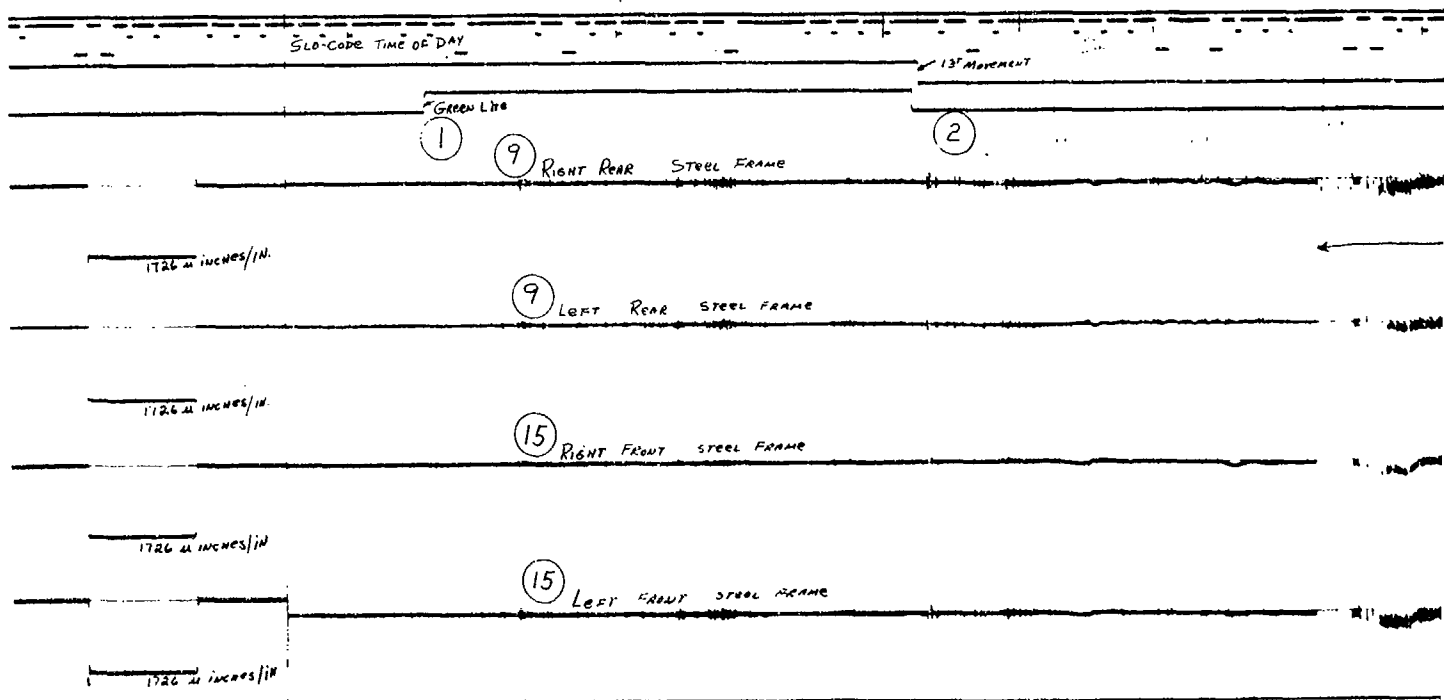 SLO-CODE TIME OF DAY
1ST MOVEMENT
GREEN LITE
1
2
9 RIGHT REAR STEEL FRAME
1726 µ INCHES/IN.
9 LEFT REAR STEEL FRAME
1726 µ INCHES/IN.
15 RIGHT FRONT STEEL FRAME
1726 µ INCHES/IN
15 LEFT FRONT STEEL FRAME
1726 µ INCHES/IN